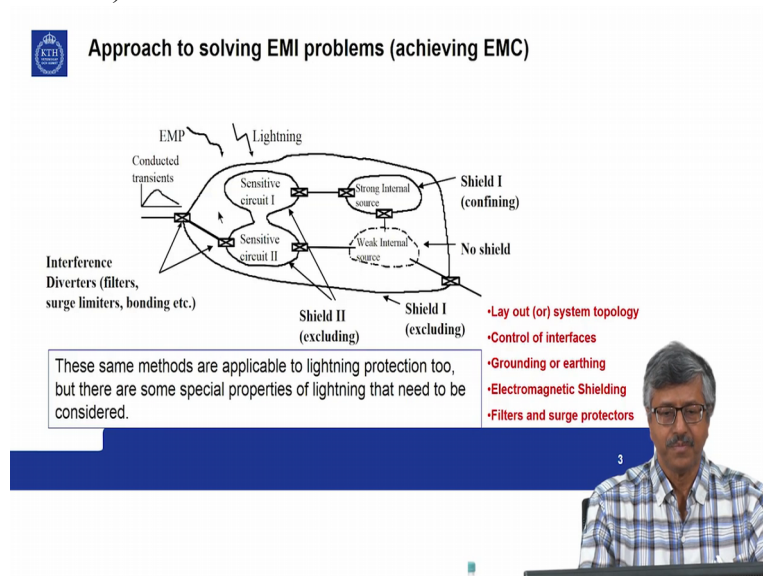 KTH
Approach to solving EMI problems (achieving EMC)
EMP
Lightning
Conducted
transients
Sensitive
circuit I
Strong Internal
source
Shield I
(confining)
Sensitive
circuit II
Weak Internal
source
No shield
Interference
Diverters (filters,
surge limiters, bonding etc.)
Shield II
(excluding)
Shield I
(excluding)
•Lay out (or) system topology
•Control of interfaces
•Grounding or earthing
•Electromagnetic Shielding
•Filters and surge protectors
These same methods are applicable to lightning protection too,
but there are some special properties of lightning that need to be
considered.
3